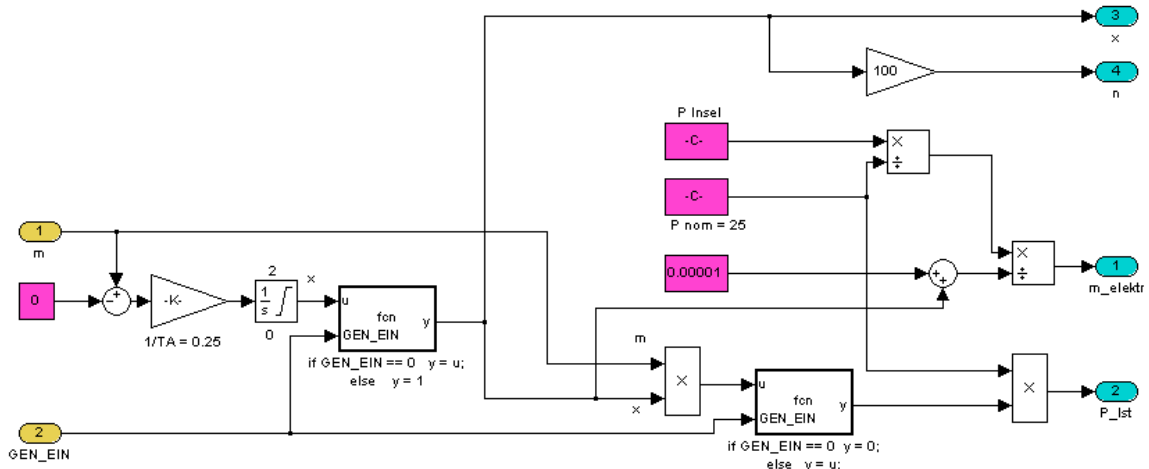 3
x
100
4
n
P Insel
-C-
×
÷
-C-
P nom = 25
1
m
2
×
÷
1
m_elektr
0.00001
+
+
0
+
−
-K-
1
s
x
0
1/TA = 0.25
u
fcn
y
GEN_EIN
if GEN_EIN == 0 y = u;
else y = 1
m
×
x
u
fcn
y
GEN_EIN
if GEN_EIN == 0 y = 0;
else y = u;
×
2
P_Ist
2
GEN_EIN